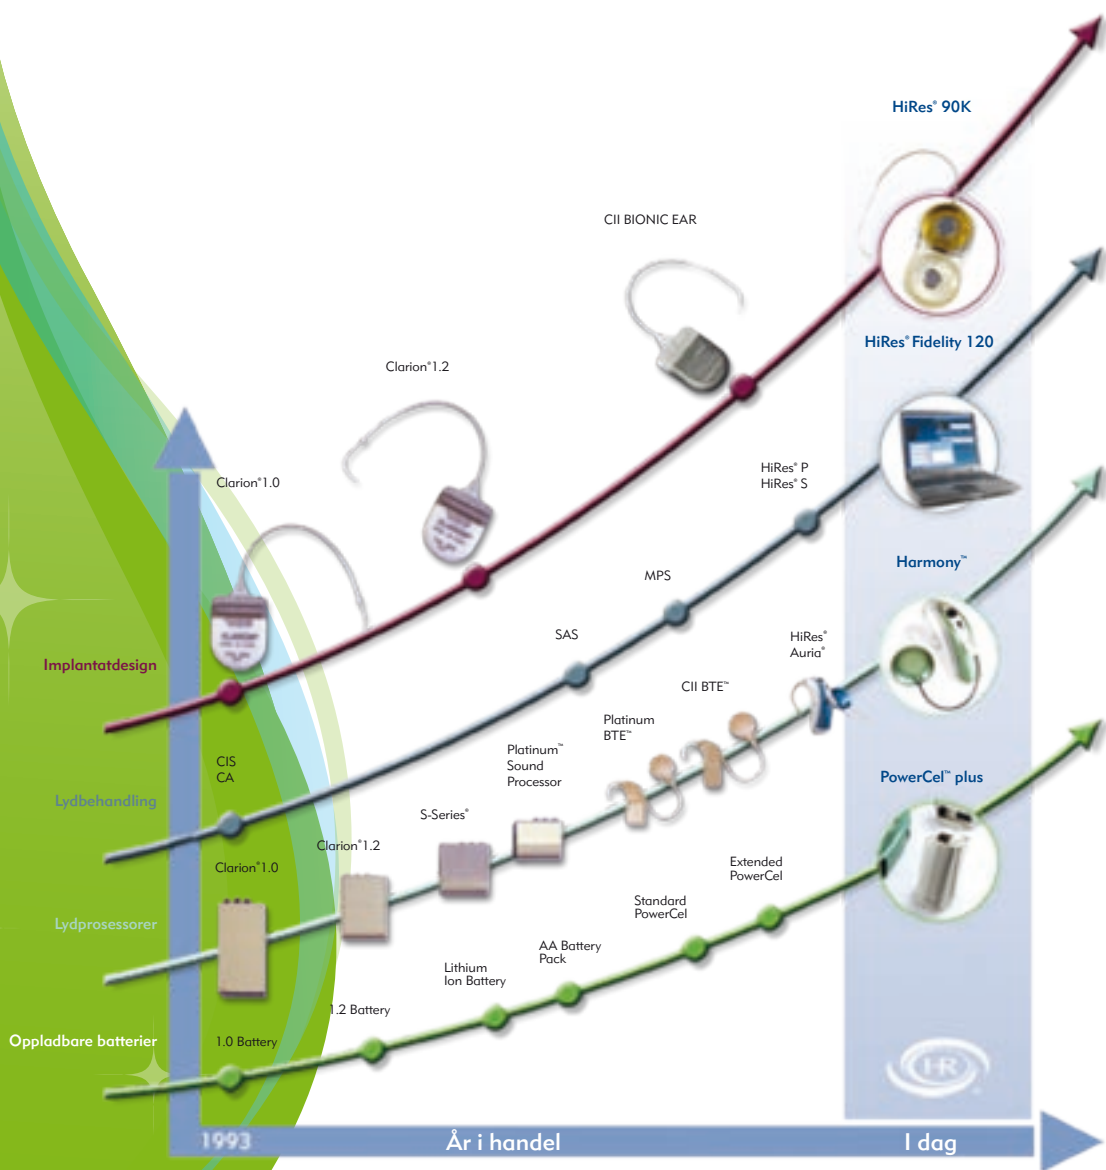 HiRes® 90K
CII BIONIC EAR
HiRes® Fidelity 120
Clarion®1.2
HiRes® P
HiRes® S
Clarion®1.0
Harmony™
MPS
SAS
HiRes®
Auria®
Implantatdesign
CII BTE™
Platinum
BTE™
Platinum™
Sound
Processor
CIS
CA
PowerCel™ plus
Lydbehandling
S-Series®
Clarion®1.2
Clarion®1.0
Extended
PowerCel
Standard
PowerCel
Lydprosessorer
AA Battery
Pack
Lithium
Ion Battery
1.2 Battery
Oppladbare batterier
1.0 Battery
HR
1993
År i handel
I dag